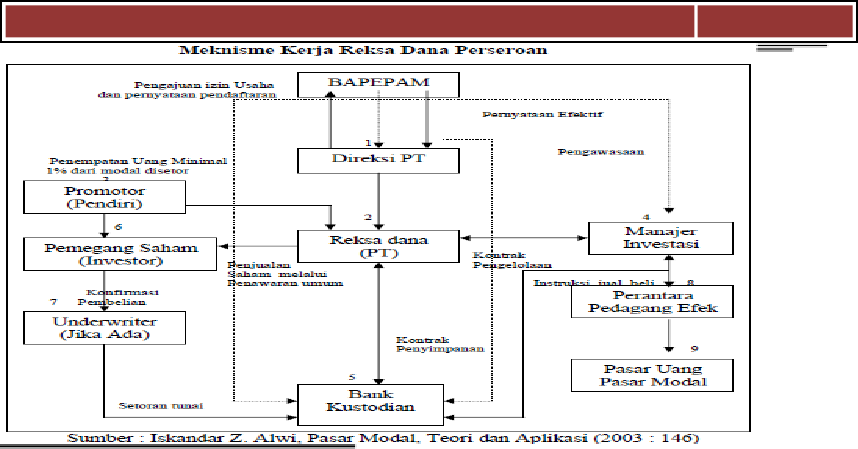 Meknisme Kerja Reksa Dana Perseroan
Pengajuan izin Usaha
dan pernyataan pendaftaran
BAPEPAM
Pernyataan Efektif
1
Direksi PT
Pengawasaan
Penempatan Uang Minimal
1% dari modal disetor
3
Promotor
(Pendiri)
6
2
4
Pemegang Saham
(Investor)
Reksa dana
(PT)
Manajer
Investasi
Kontrak
Pengelolaan
Penjualan
Saham melalui
Penawaran umum
Konfirmasi
7 Pembelian
Instruksi jual beli 8
Perantara
Pedagang Efek
Underwriter
(Jika Ada)
Kontrak
Penyimpanan
9
Pasar Uang
Pasar Modal
5
Bank
Kustodian
Setoran tunai
Sumber : Iskandar Z. Alwi, Pasar Modal, Teori dan Aplikasi (2003 : 146)